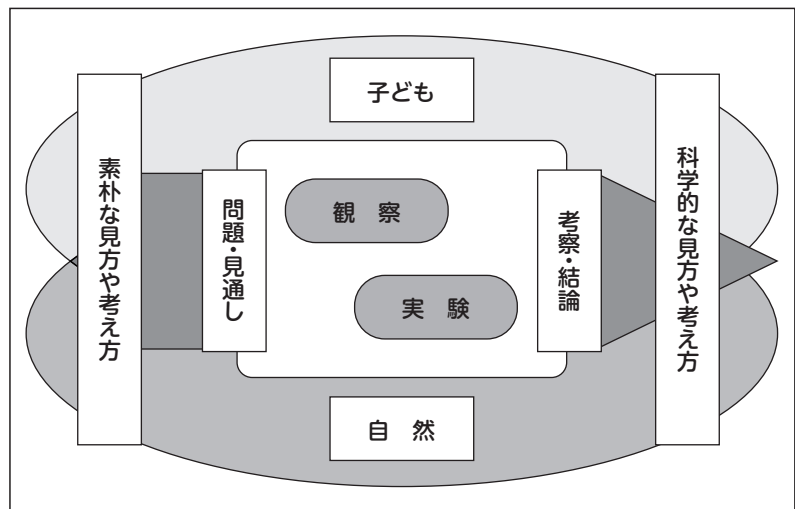 子ども
素朴な見方や考え方
問題・見通し
観　察
実　験
考察・結論
科学的な見方や考え方
自　然